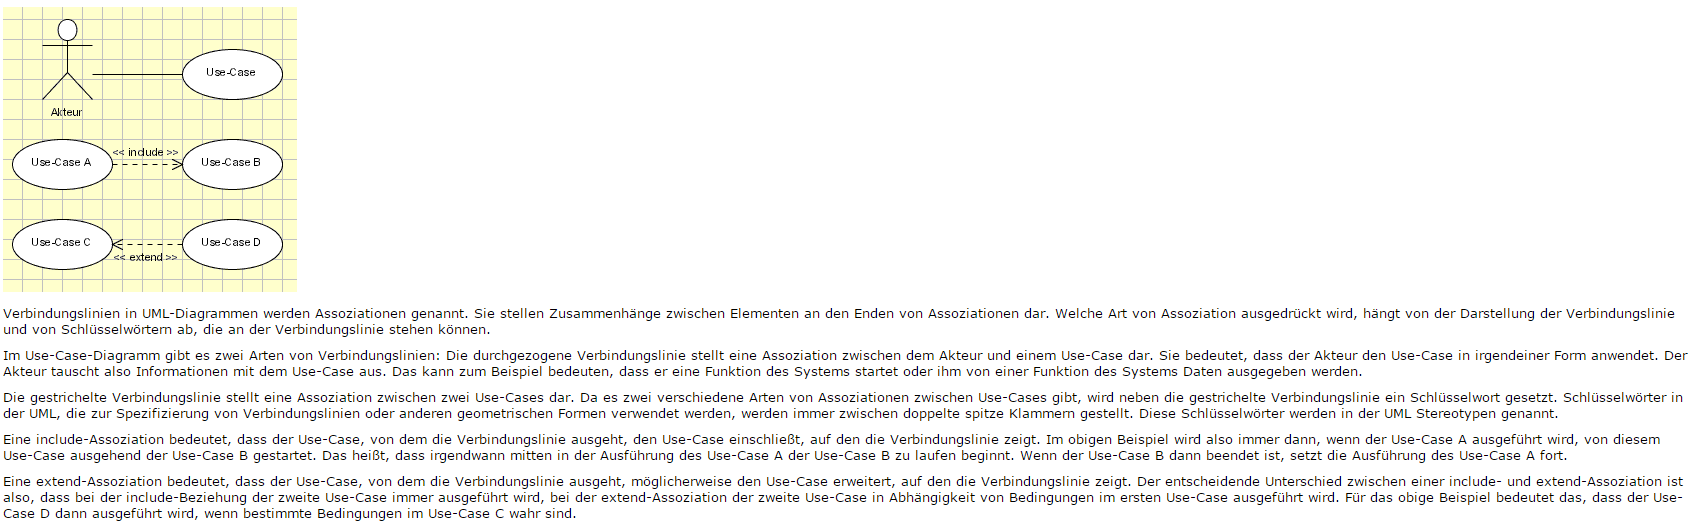 Use-Case
Akteur
<< include >>
Use-Case A
Use-Case B
Use-Case C
Use-Case D
<< extend >>
Verbindungslinien in UML-Diagrammen werden Assoziationen genannt. Sie stellen Zusammenhänge zwischen Elementen an den Enden von Assoziationen dar. Welche Art von Assoziation ausgedrückt wird, hängt von der Darstellung der Verbindungslinie
und von Schlüsselwörtern ab, die an der Verbindungslinie stehen können.
Im Use-Case-Diagramm gibt es zwei Arten von Verbindungslinien: Die durchgezogene Verbindungslinie stellt eine Assoziation zwischen dem Akteur und einem Use-Case dar. Sie bedeutet, dass der Akteur den Use-Case in irgendeiner Form anwendet. Der
Akteur tauscht also Informationen mit dem Use-Case aus. Das kann zum Beispiel bedeuten, dass er eine Funktion des Systems startet oder ihm von einer Funktion des Systems Daten ausgegeben werden.
Die gestrichelte Verbindungslinie stellt eine Assoziation zwischen zwei Use-Cases dar. Da es zwei verschiedene Arten von Assoziationen zwischen Use-Cases gibt, wird neben die gestrichelte Verbindungslinie ein Schlüsselwort gesetzt. Schlüsselwörter in
der UML, die zur Spezifizierung von Verbindungslinien oder anderen geometrischen Formen verwendet werden, werden immer zwischen doppelte spitze Klammern gestellt. Diese Schlüsselwörter werden in der UML Stereotypen genannt.
Eine include-Assoziation bedeutet, dass der Use-Case, von dem die Verbindungslinie ausgeht, den Use-Case einschließt, auf den die Verbindungslinie zeigt. Im obigen Beispiel wird also immer dann, wenn der Use-Case A ausgeführt wird, von diesem
Use-Case ausgehend der Use-Case B gestartet. Das heißt, dass irgendwann mitten in der Ausführung des Use-Case A der Use-Case B zu laufen beginnt. Wenn der Use-Case B dann beendet ist, setzt die Ausführung des Use-Case A fort.
Eine extend-Assoziation bedeutet, dass der Use-Case, von dem die Verbindungslinie ausgeht, möglicherweise den Use-Case erweitert, auf den die Verbindungslinie zeigt. Der entscheidende Unterschied zwischen einer include- und extend-Assoziation ist
also, dass bei der include-Beziehung der zweite Use-Case immer ausgeführt wird, bei der extend-Assoziation der zweite Use-Case in Abhängigkeit von Bedingungen im ersten Use-Case ausgeführt wird. Für das obige Beispiel bedeutet das, dass der Use-
Case D dann ausgeführt wird, wenn bestimmte Bedingungen im Use-Case C wahr sind.